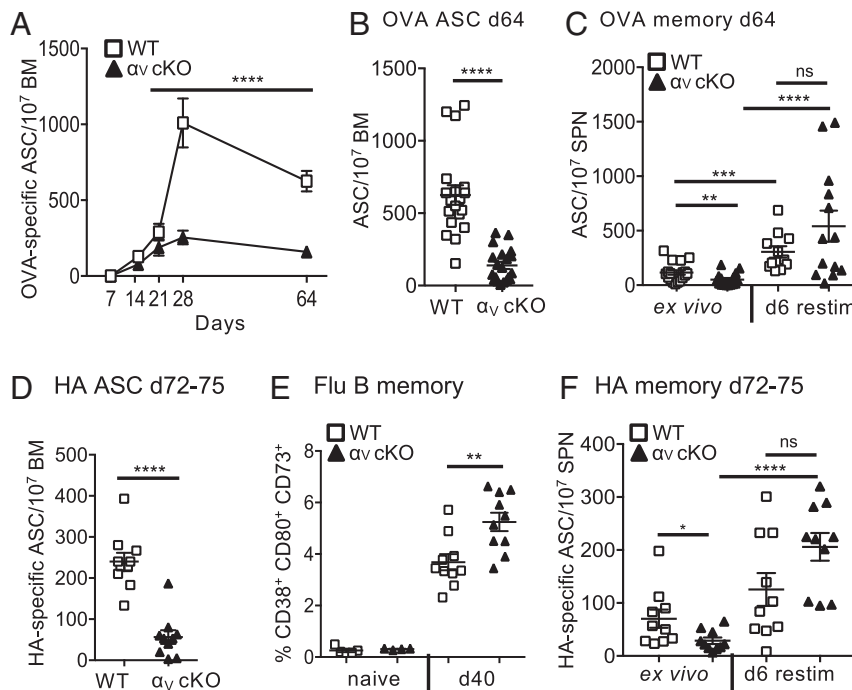 A
WT
αv cKO
****
OVA-specific ASC/10⁷ BM
1500
1000
500
0
7 14 21 28 64
Days
B OVA ASC d64
****
ASC/10⁷ BM
1500
1000
500
0
WT αv cKO
C OVA memory d64
WT
αv cKO
ns
****
***
**
ASC/10⁷ SPN
2000
1500
1000
500
0
ex vivo d6 restim
D HA ASC d72-75
****
HA-specific ASC/10⁷ BM
500
400
300
200
100
0
WT αv cKO
E Flu B memory
WT
αv cKO
**
% CD38⁺ CD80⁺ CD73⁺
8
6
4
2
0
naive d40
F HA memory d72-75
WT
αv cKO
ns
****
*
HA-specific ASC/10⁷ SPN
400
300
200
100
0
ex vivo d6 restim